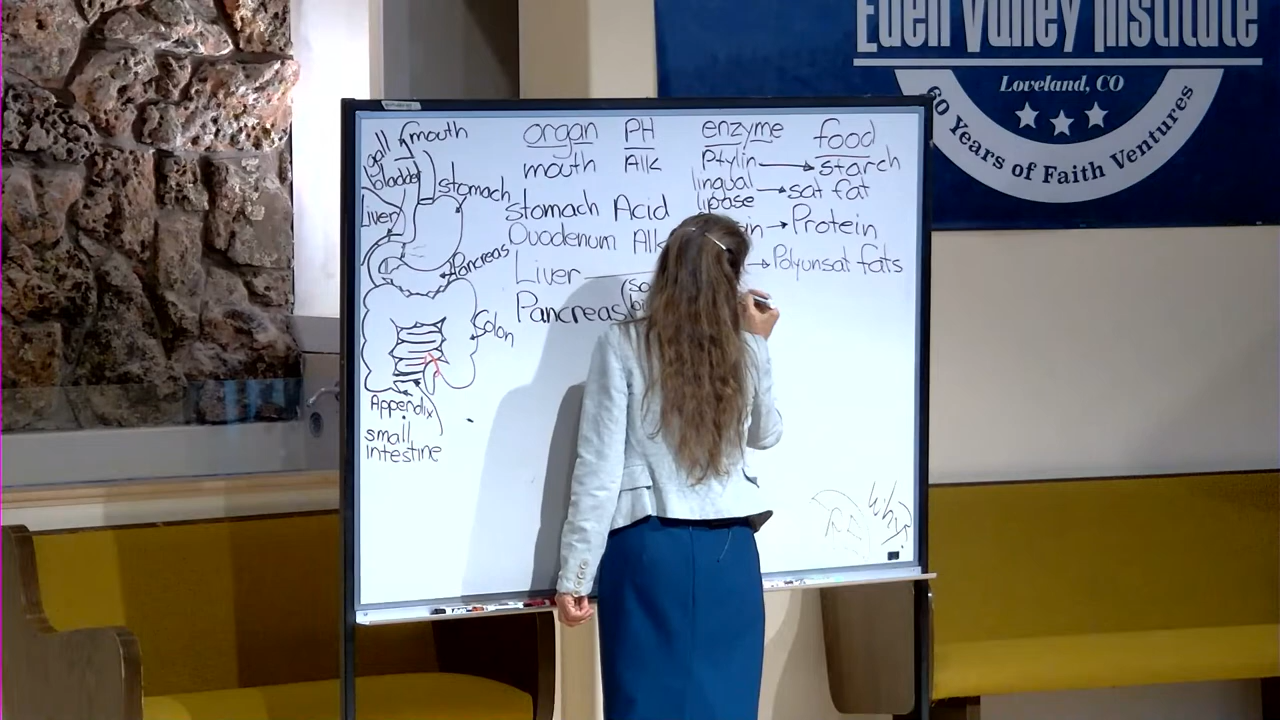 Eden Valley Institute
Loveland, CO
60 Years of Faith Ventures
gall bladder
mouth
stomach
Liver
Pancreas
Colon
Appendix
small
intestine
organ PH enzyme food
mouth Alk Ptylin → starch
lingual lipase → sat fat
stomach Acid → Protein
Duodenum Alk
Liver → Polyunsat fats
Pancreas
Why?